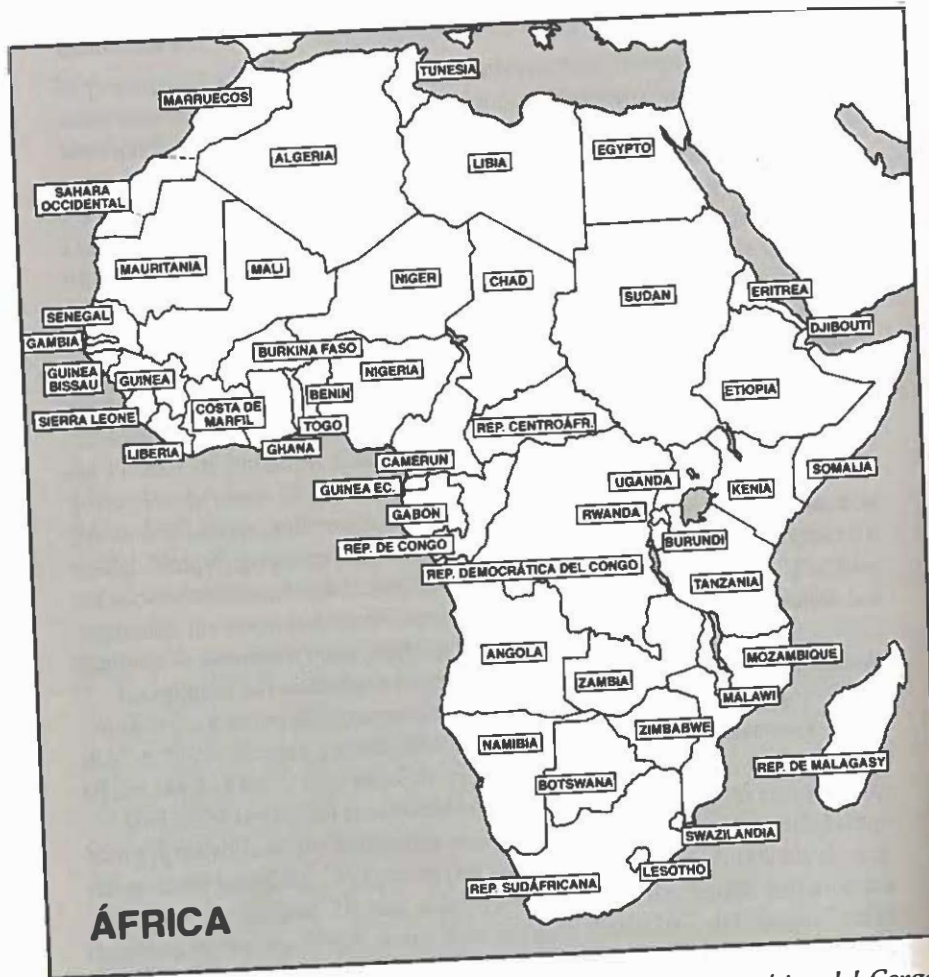 TUNESIA
MARRUECOS
ALGERIA
LIBIA
EGYPTO
SAHARA
OCCIDENTAL
MAURITANIA
MALI
NIGER
CHAD
SUDAN
ERITREA
DJIBOUTI
SENEGAL
GAMBIA
GUINEA
BISSAU
GUINEA
BURKINA FASO
NIGERIA
BENIN
ETIOPIA
SIERRA LEONE
COSTA DE
MARFIL
TOGO
REP. CENTROÁFR.
LIBERIA
GHANA
CAMERUN
SOMALIA
GUINEA EC.
UGANDA
KENIA
GABON
RWANDA
REP. DE CONGO
BURUNDI
REP. DEMOCRÁTICA DEL CONGO
TANZANIA
ANGOLA
MOZAMBIQUE
ZAMBIA
MALAWI
NAMIBIA
ZIMBABWE
BOTSWANA
REP. DE MALAGASY
SWAZILANDIA
LESOTHO
REP. SUDÁFRICANA
ÁFRICA
del Congo